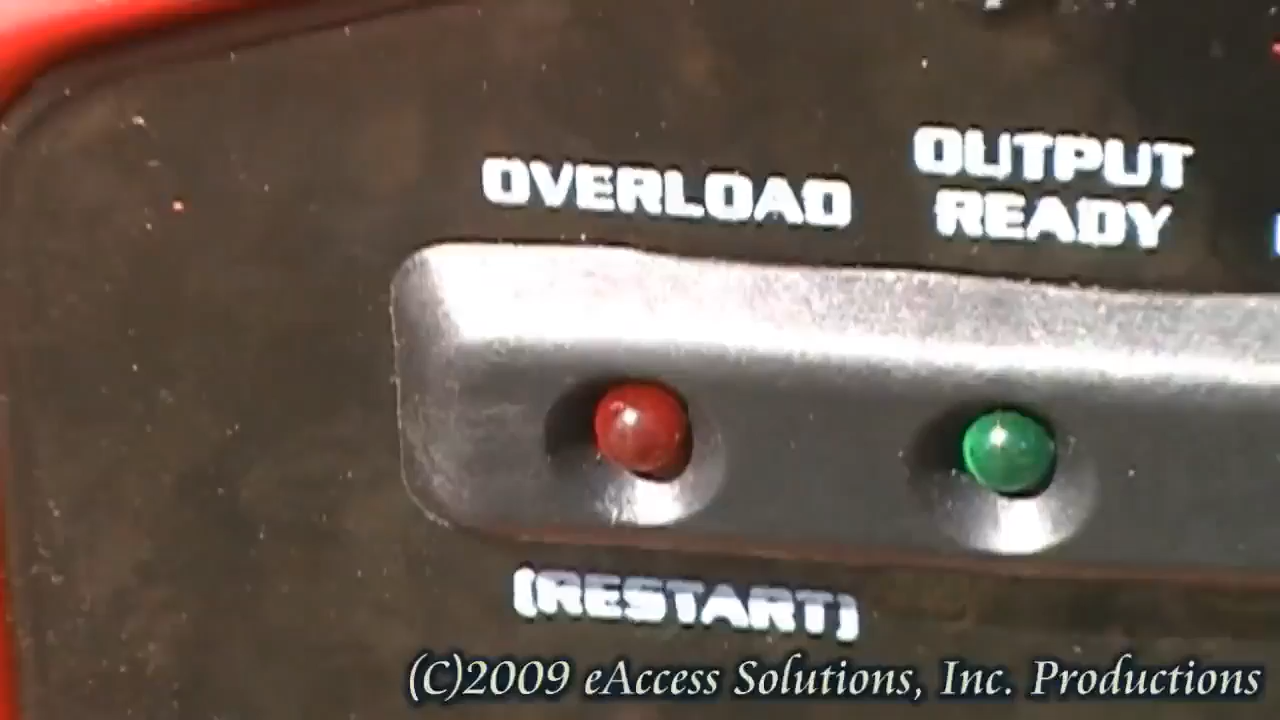 OVERLOAD
OUTPUT
READY
(RESTART)
(C)2009 eAccess Solutions, Inc. Productions